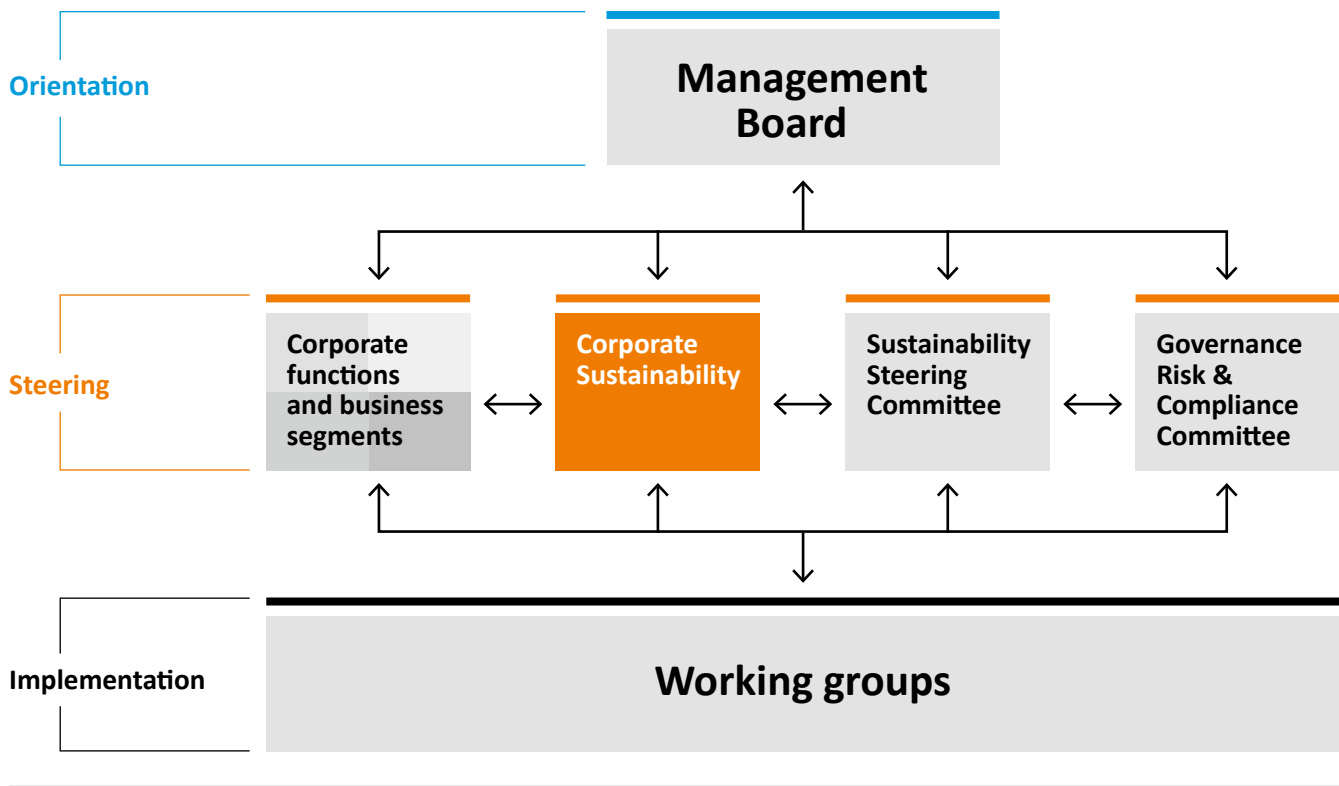 Orientation
Management
Board
Steering
Corporate
functions
and business
segments
Corporate
Sustainability
Sustainability
Steering
Committee
Governance
Risk &
Compliance
Committee
Implementation
Working groups